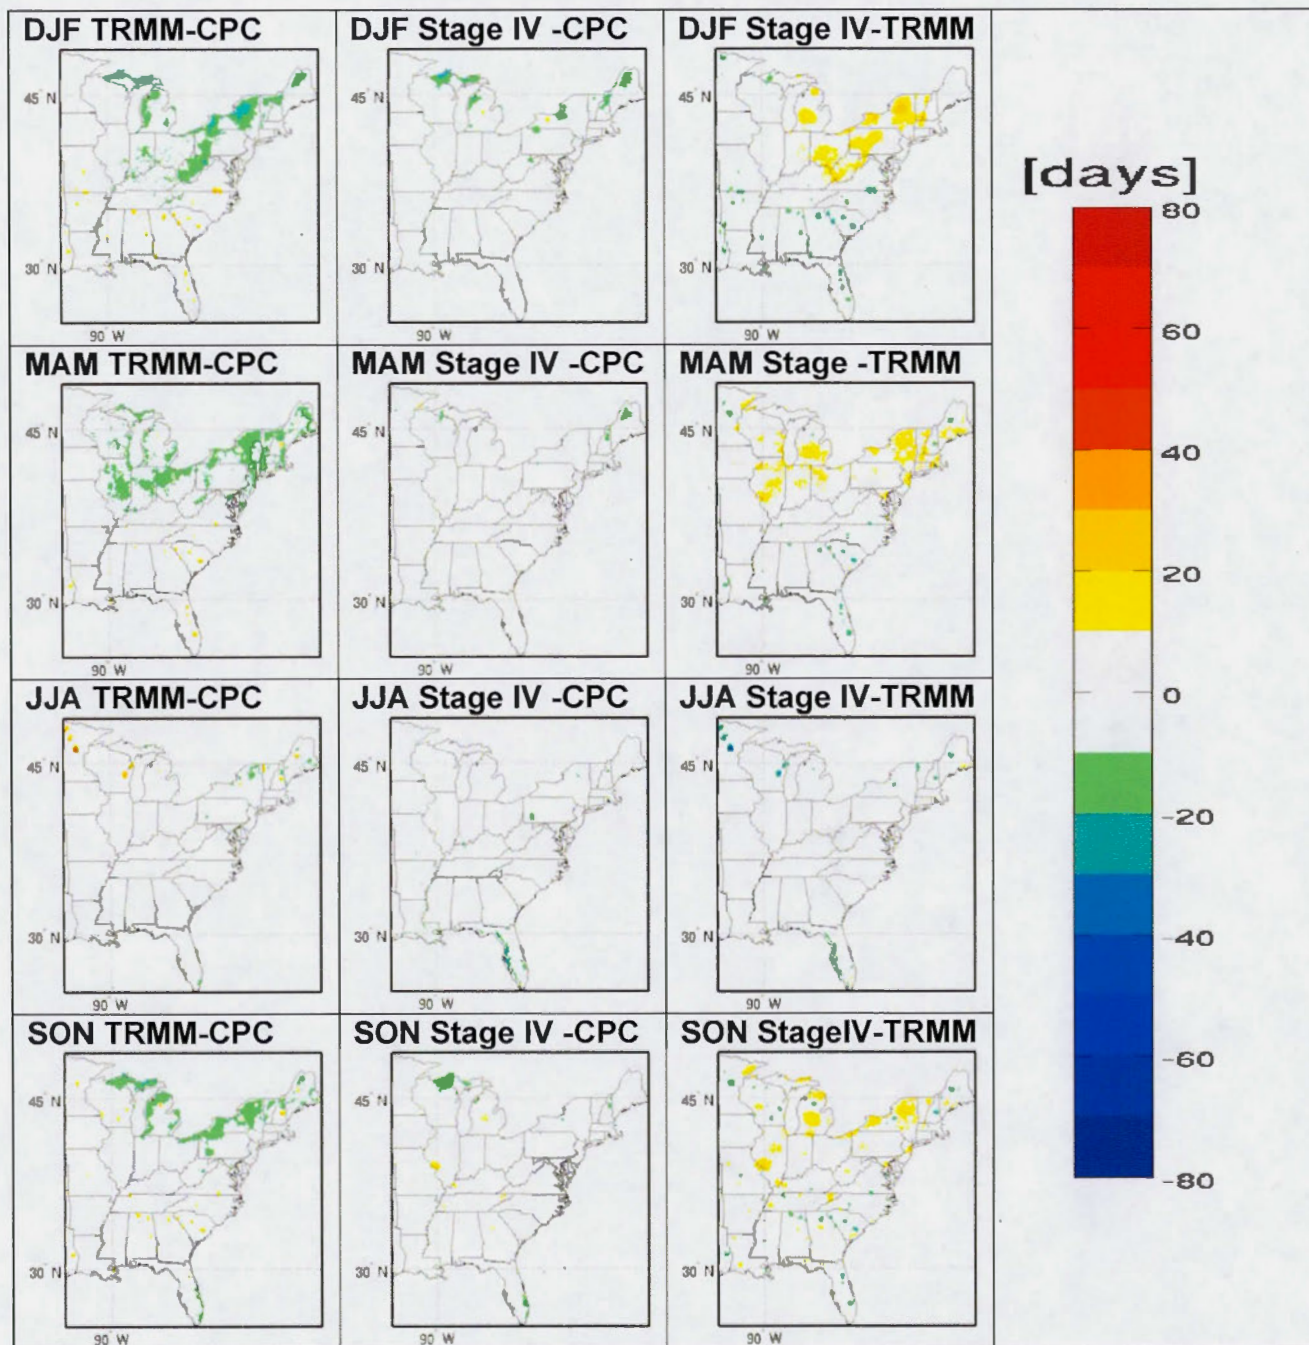 DJF TRMM-CPC
DJF Stage IV -CPC
DJF Stage IV-TRMM
45° N
30° N
90° W
45° N
30° N
90° W
45° N
30° N
90° W
MAM TRMM-CPC
MAM Stage IV -CPC
MAM Stage -TRMM
45° N
30° N
90° W
45° N
30° N
90° W
45° N
30° N
90° W
JJA TRMM-CPC
JJA Stage IV -CPC
JJA Stage IV-TRMM
45° N
30° N
90° W
45° N
30° N
90° W
45° N
30° N
90° W
SON TRMM-CPC
SON Stage IV -CPC
SON StageIV-TRMM
45° N
30° N
90° W
45° N
30° N
90° W
45° N
30° N
90° W
[days]
80
60
40
20
0
-20
-40
-60
-80